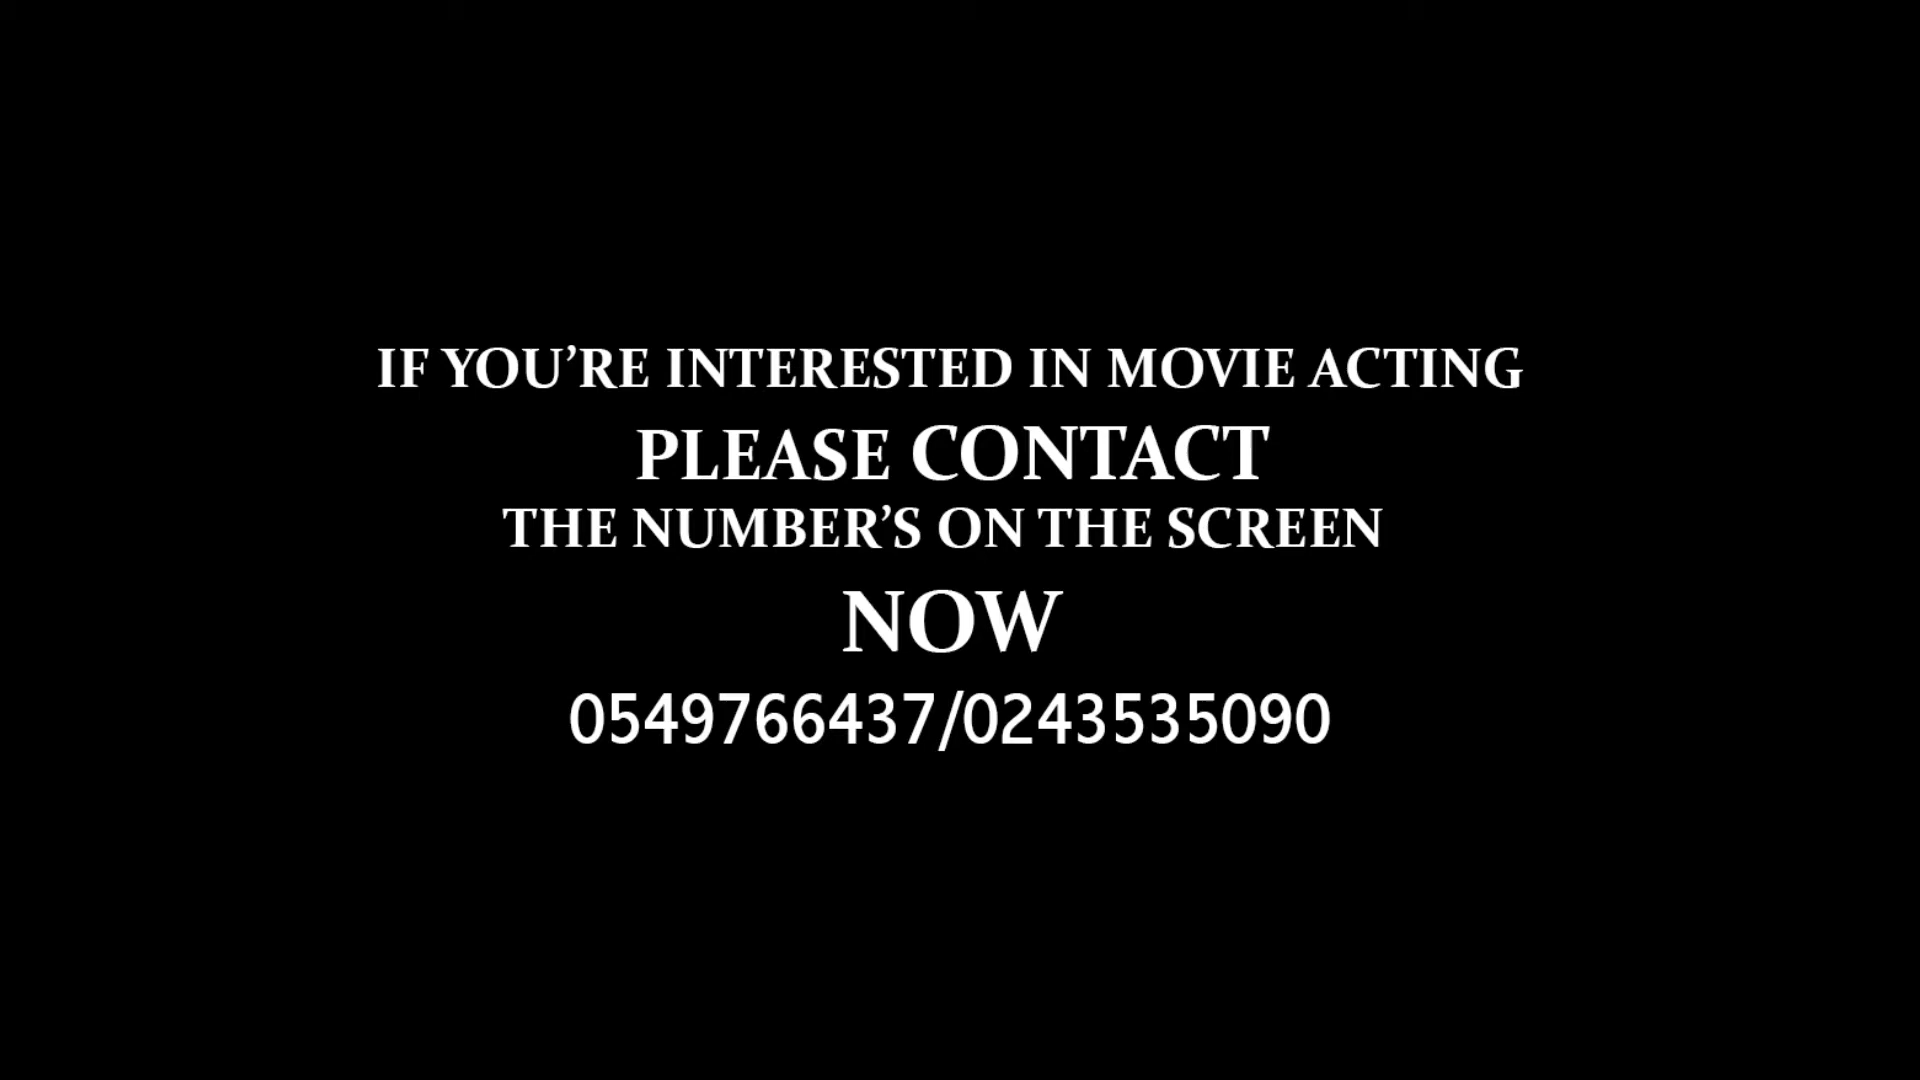 IF YOU’RE INTERESTED IN MOVIE ACTING
PLEASE CONTACT
THE NUMBER’S ON THE SCREEN
NOW
0549766437/0243535090